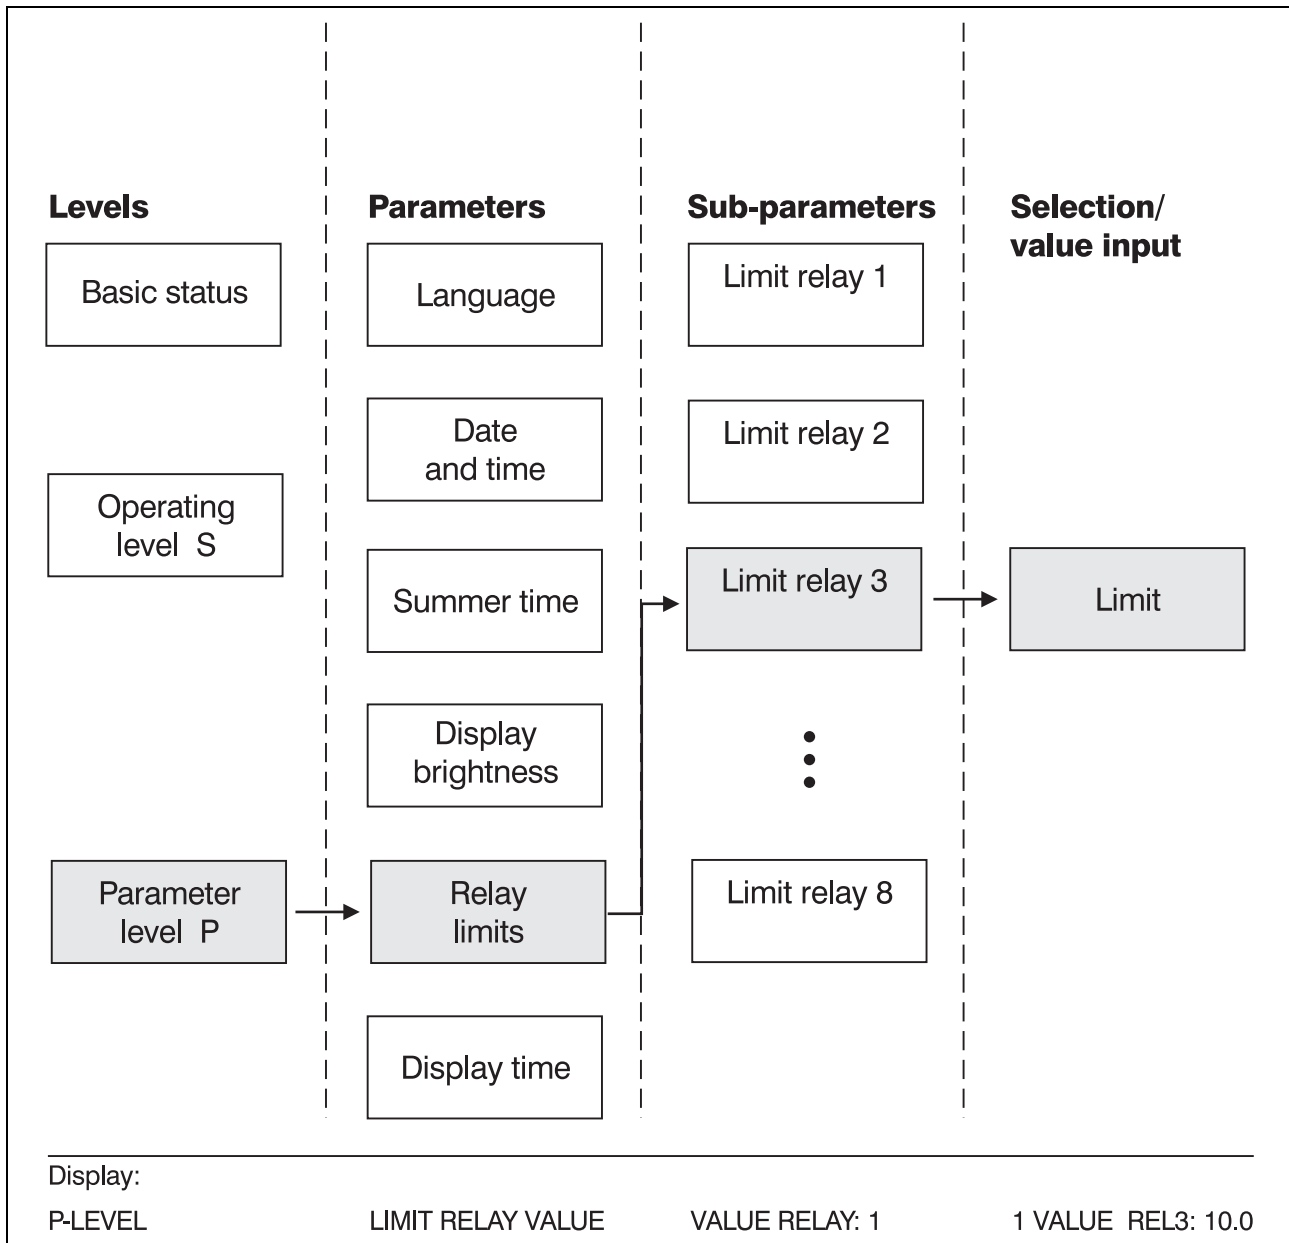 Levels
Parameters
Sub-parameters
Selection/
value input
Basic status
Operating
level S
Parameter
level P
Language
Date
and time
Summer time
Display
brightness
Relay
limits
Display time
Limit relay 1
Limit relay 2
Limit relay 3
Limit relay 8
Limit
Display:
P-LEVEL
LIMIT RELAY VALUE
VALUE RELAY: 1
1 VALUE REL3: 10.0